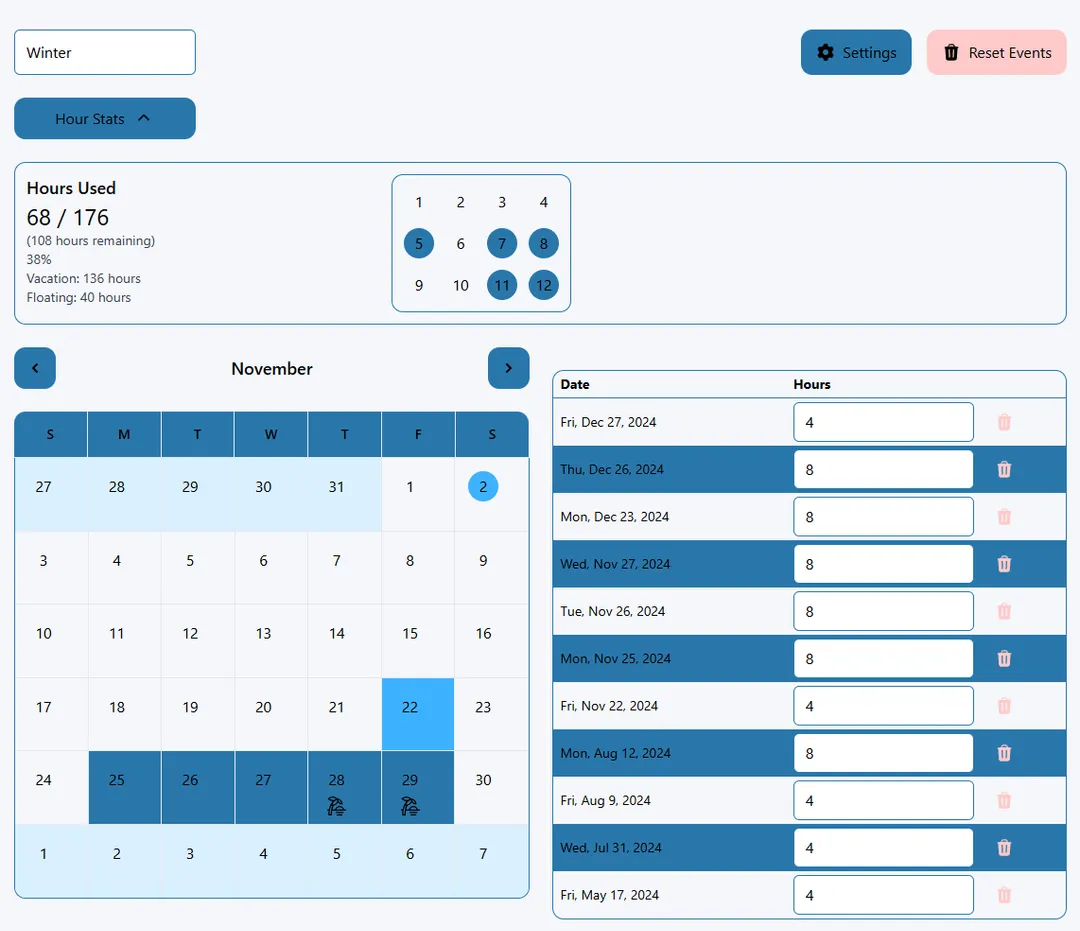 Winter
Settings
Reset Events
Hour Stats
Hours Used
68 / 176
(108 hours remaining)
38%
Vacation: 136 hours
Floating: 40 hours
1 2 3 4
5 6 7 8
9 10 11 12
November
S M T W T F S
27 28 29 30 31 1 2
3 4 5 6 7 8 9
10 11 12 13 14 15 16
17 18 19 20 21 22 23
24 25 26 27 28 29 30
1 2 3 4 5 6 7
Date Hours
Fri, Dec 27, 2024 4
Thu, Dec 26, 2024 8
Mon, Dec 23, 2024 8
Wed, Nov 27, 2024 8
Tue, Nov 26, 2024 8
Mon, Nov 25, 2024 8
Fri, Nov 22, 2024 4
Mon, Aug 12, 2024 8
Fri, Aug 9, 2024 4
Wed, Jul 31, 2024 4
Fri, May 17, 2024 4